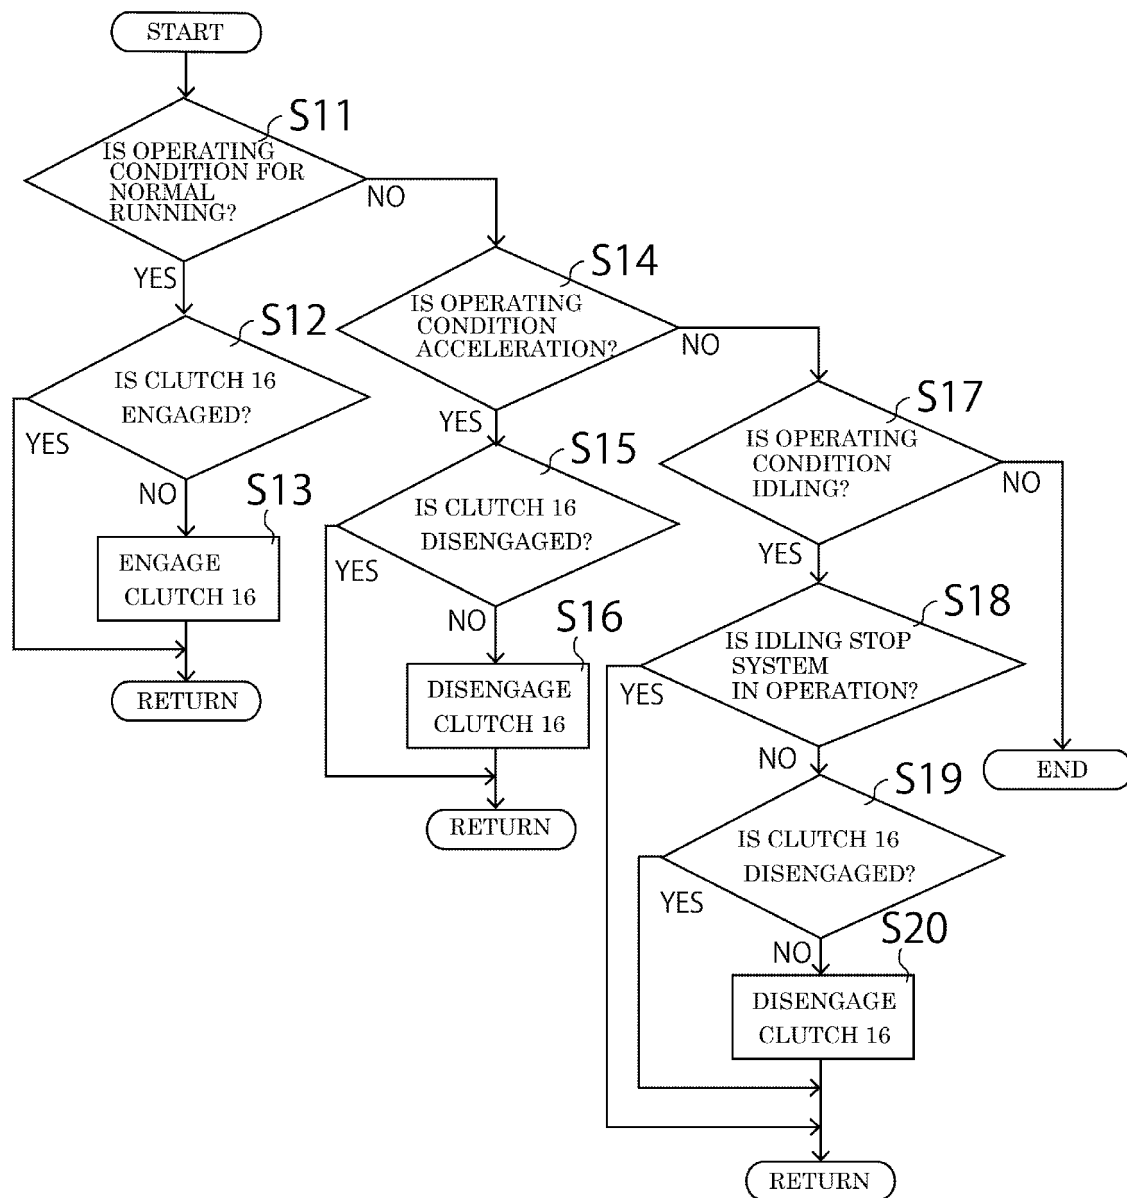 START
S11
IS OPERATING
CONDITION FOR
NORMAL
RUNNING?
NO
YES
S12
IS CLUTCH 16
ENGAGED?
YES
NO
S13
ENGAGE
CLUTCH 16
RETURN
S14
IS OPERATING
CONDITION
ACCELERATION?
NO
YES
S15
IS CLUTCH 16
DISENGAGED?
YES
NO
S16
DISENGAGE
CLUTCH 16
RETURN
S17
IS OPERATING
CONDITION
IDLING?
NO
YES
END
S18
IS IDLING STOP
SYSTEM
IN OPERATION?
YES
NO
S19
IS CLUTCH 16
DISENGAGED?
YES
NO
S20
DISENGAGE
CLUTCH 16
RETURN